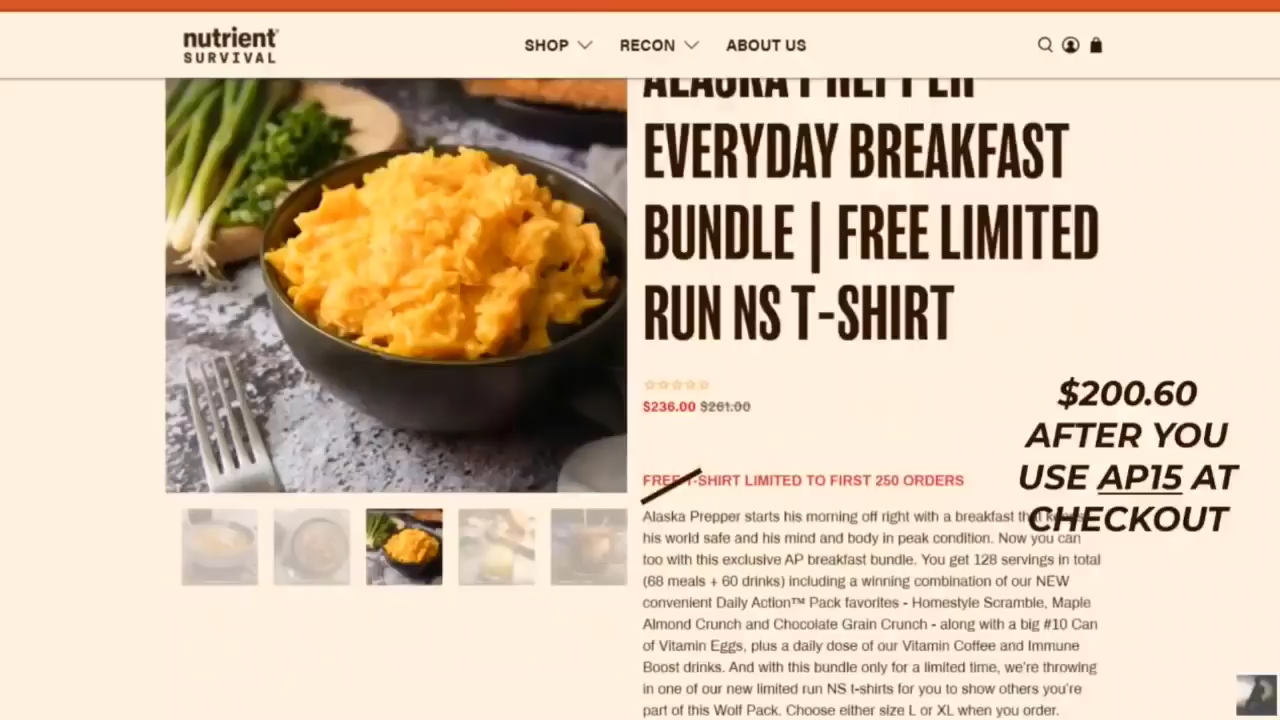 nutrient
SURVIVAL
SHOP
RECON
ABOUT US
ALASKA PREPPER
EVERYDAY BREAKFAST
BUNDLE | FREE LIMITED
RUN NS T-SHIRT
$236.00 $261.00
FREE T-SHIRT LIMITED TO FIRST 250 ORDERS
Alaska Prepper starts his morning off right with a breakfast that keeps
his world safe and his mind and body in peak condition. Now you can
too with this exclusive AP breakfast bundle. You get 128 servings in total
(68 meals + 60 drinks) including a winning combination of our NEW
convenient Daily Action™ Pack favorites - Homestyle Scramble, Maple
Almond Crunch and Chocolate Grain Crunch - along with a big #10 Can
of Vitamin Eggs, plus a daily dose of our Vitamin Coffee and Immune
Boost drinks. And with this bundle only for a limited time, we're throwing
in one of our new limited run NS t-shirts for you to show others you're
part of this Wolf Pack. Choose either size L or XL when you order.
$200.60
AFTER YOU
USE AP15 AT
CHECKOUT